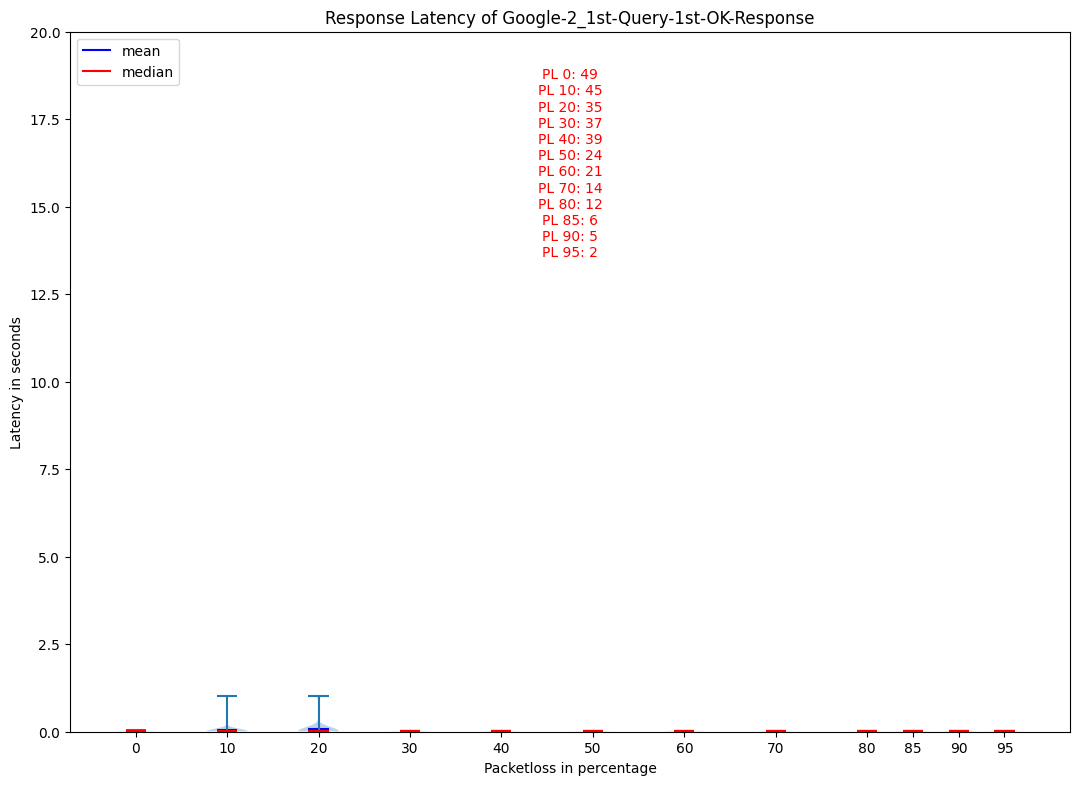 Response Latency of Google-2_1st-Query-1st-OK-Response
20.0
17.5
15.0
12.5
10.0
7.5
5.0
2.5
0.0
Latency in seconds
mean
median
PL 0: 49
PL 10: 45
PL 20: 35
PL 30: 37
PL 40: 39
PL 50: 24
PL 60: 21
PL 70: 14
PL 80: 12
PL 85: 6
PL 90: 5
PL 95: 2
0 10 20 30 40 50 60 70 80 85 90 95
Packetloss in percentage